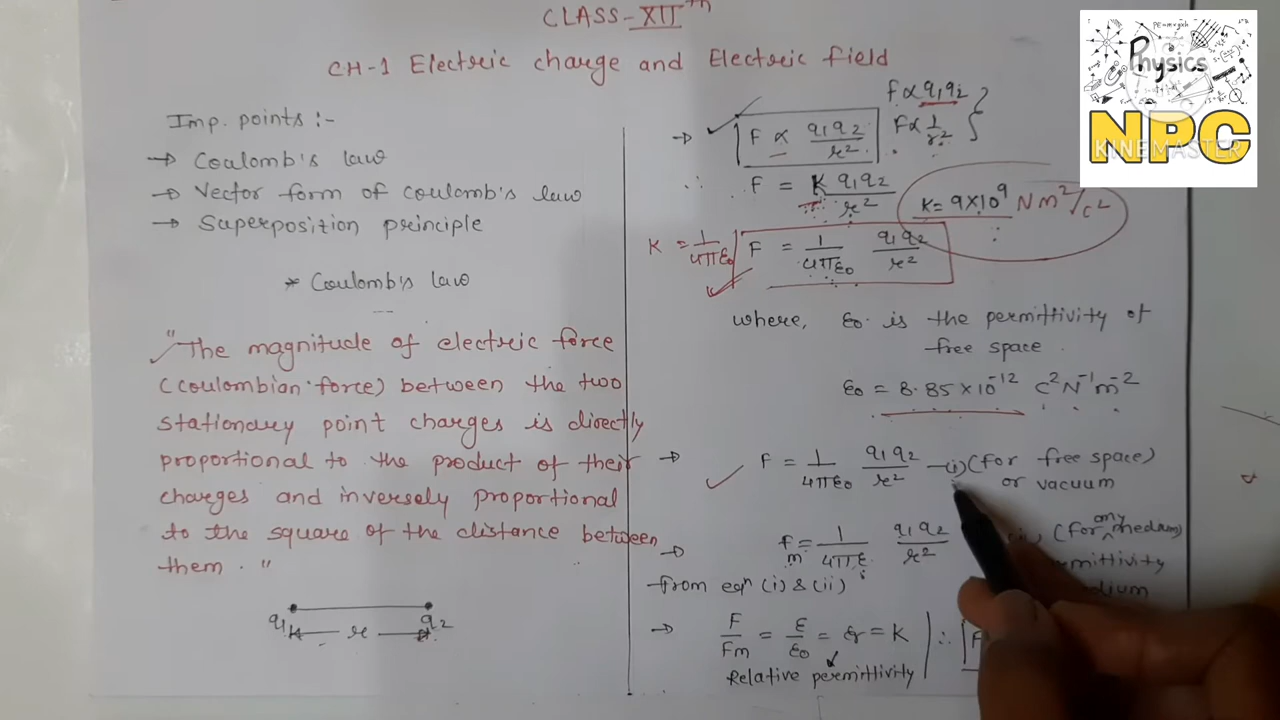 CLASS-XII th
CH-1 Electric charge and Electric field
Imp. points :-
→ Coulomb's law
→ Vector form of coulomb's law
→ Superposition principle
* Coulomb's law
"The magnitude of electric force
(coulombian force) between the two
stationary point charges is directly
proportional to the product of their
charges and inversely proportional
to the square of the distance between
them."
q1 r q2
F ∝ q1q2
→ F ∝ q1q2/r² F ∝ 1/r²
∴ F = K q1q2/r²
K = 9×10⁹ Nm²/c²
K = 1/4πε0 F = 1/4πε0 q1q2/r²
where, ε0 is the permittivity of
free space.
ε0 = 8.85×10⁻¹² C²N⁻¹m⁻²
→ F = 1/4πε0 q1q2/r² —(i) (for free space)
or vacuum
→ Fm = 1/4πε q1q2/r² (for any medium)
from eqn (i) & (ii)
→ F/Fm = ε/ε0 = εr = K ∴ F
Relative permittivity
Physics
NPC
KINEMASTER